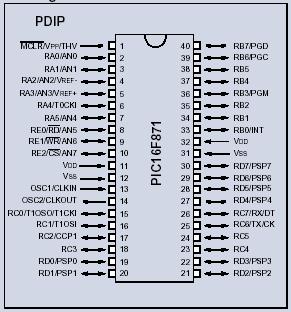 PDIP
MCLR/VPP/THV 1 40 RB7/PGD
RA0/AN0 2 39 RB6/PGC
RA1/AN1 3 38 RB5
RA2/AN2/VREF- 4 37 RB4
RA3/AN3/VREF+ 5 36 RB3/PGM
RA4/T0CKI 6 35 RB2
RA5/AN4 7 34 RB1
RE0/RD/AN5 8 33 RB0/INT
RE1/WR/AN6 9 32 VDD
RE2/CS/AN7 10 31 VSS
VDD 11 30 RD7/PSP7
VSS 12 29 RD6/PSP6
OSC1/CLKIN 13 28 RD5/PSP5
OSC2/CLKOUT 14 27 RD4/PSP4
RC0/T1OSO/T1CKI 15 26 RC7/RX/DT
RC1/T1OSI 16 25 RC6/TX/CK
RC2/CCP1 17 24 RC5
RC3 18 23 RC4
RD0/PSP0 19 22 RD3/PSP3
RD1/PSP1 20 21 RD2/PSP2
PIC16F871